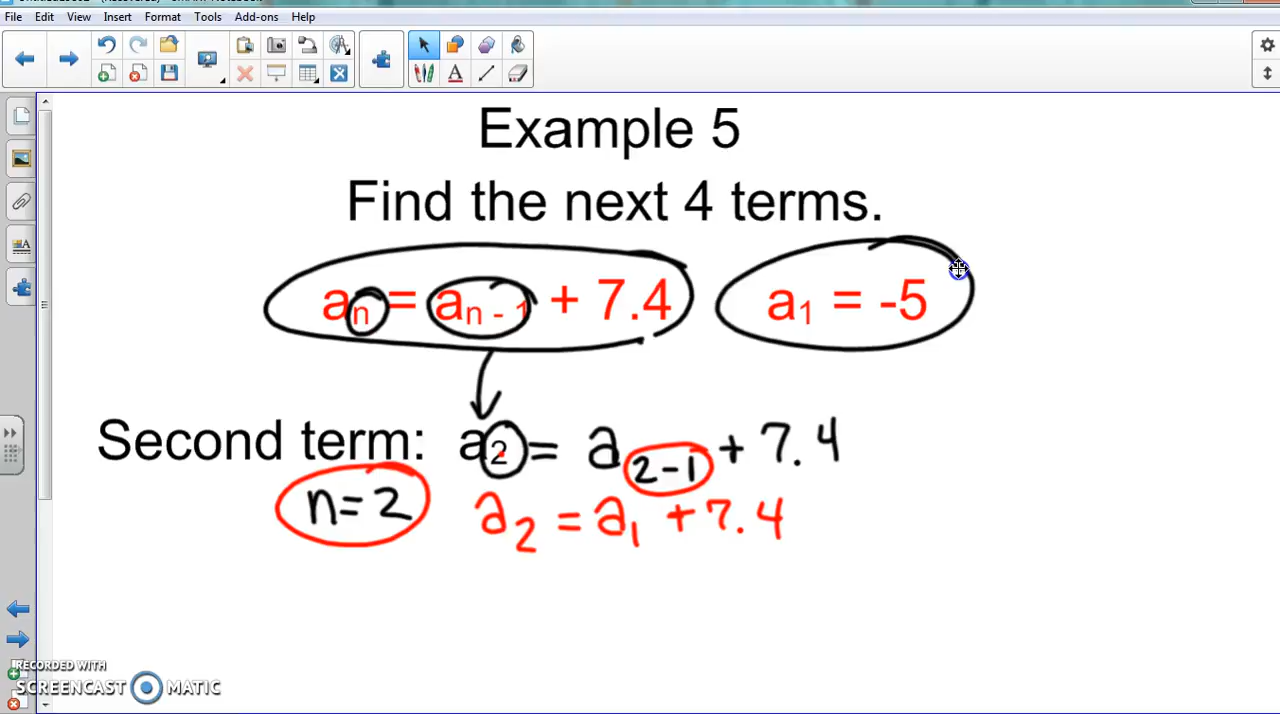 File Edit View Insert Format Tools Add-ons Help
Example 5
Find the next 4 terms.
aₙ = aₙ₋₁ + 7.4 a₁ = -5
Second term: a₂ = a₂₋₁ + 7.4
n=2 a₂ = a₁ + 7.4
RECORDED WITH
SCREENCAST MATIC